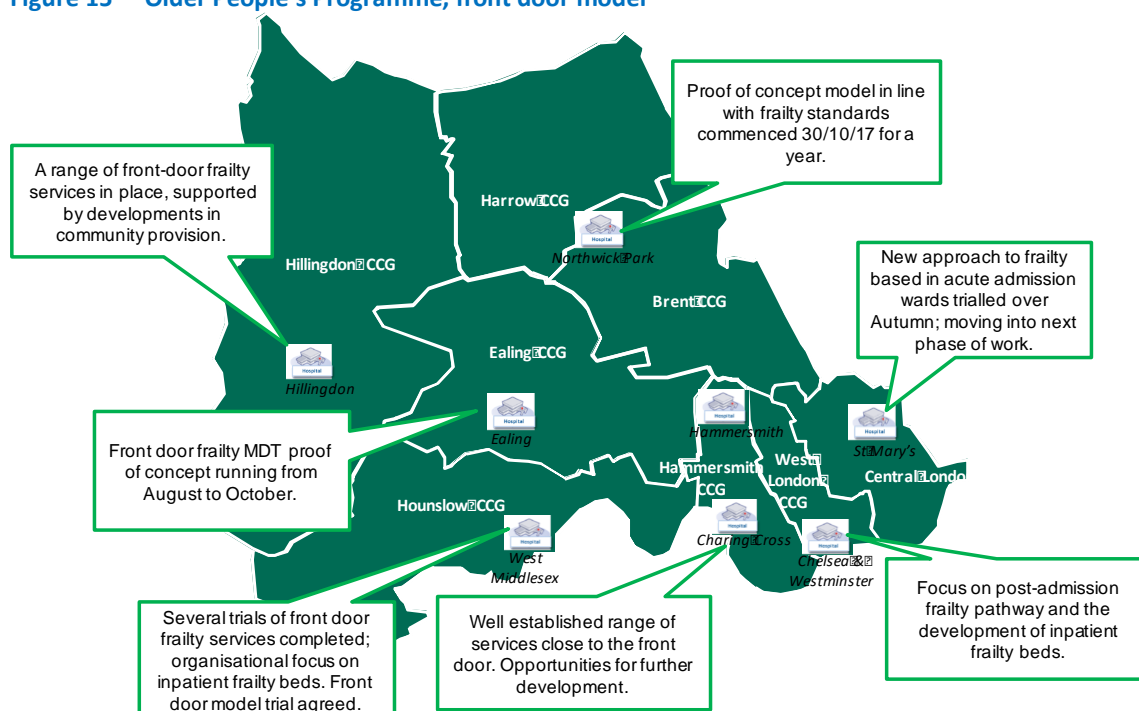 Figure 15 Older People's Programme, front door model
Proof of concept model in line
with frailty standards
commenced 30/10/17 for a
year.
A range of front-door frailty
services in place, supported
by developments in
community provision.
Harrow CCG
Hospital
Northwick Park
Hillingdon CCG
New approach to frailty
based in acute admission
wards trialled over
Autumn; moving into next
phase of work.
Brent CCG
Ealing CCG
Hospital
Hillingdon
Hospital
Ealing
Hospital
Hammersmith
Hospital
St Mary's
Front door frailty MDT proof
of concept running from
August to October.
Hammersmith
CCG
West
London
CCG
Central Londo
Hounslow CCG
Hospital
West
Middlesex
Hospital
Charing Cross
Hospital
Chelsea &
Westminster
Several trials of front door
frailty services completed;
organisational focus on
inpatient frailty beds. Front
door model trial agreed.
Well established range of
services close to the front
door. Opportunities for further
development.
Focus on post-admission
frailty pathway and the
development of inpatient
frailty beds.